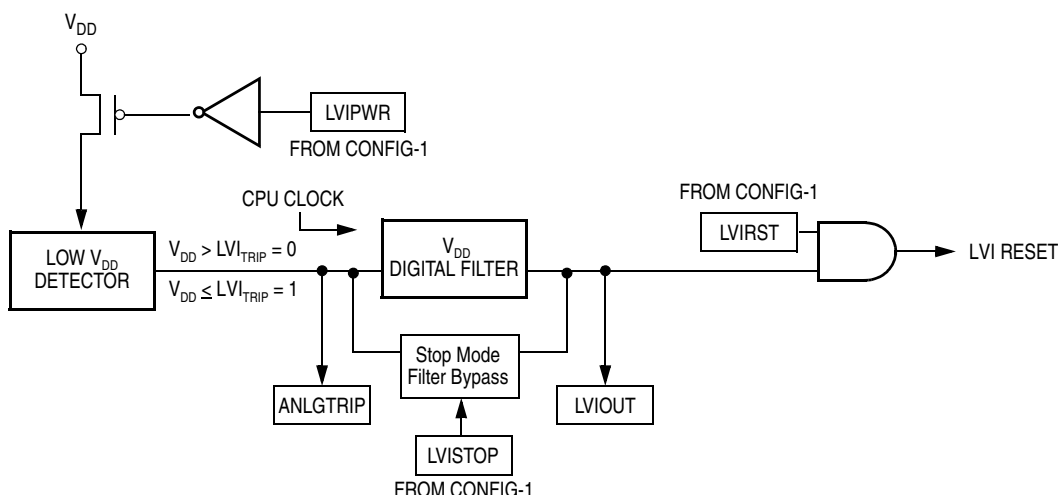 VDD
LVIPWR
FROM CONFIG-1
FROM CONFIG-1
CPU CLOCK
LVIRST
LVI RESET
LOW VDD
DETECTOR
VDD > LVITRIP = 0
VDD ≤ LVITRIP = 1
VDD
DIGITAL FILTER
Stop Mode
Filter Bypass
ANLGTRIP
LVIOUT
LVISTOP
FROM CONFIG-1